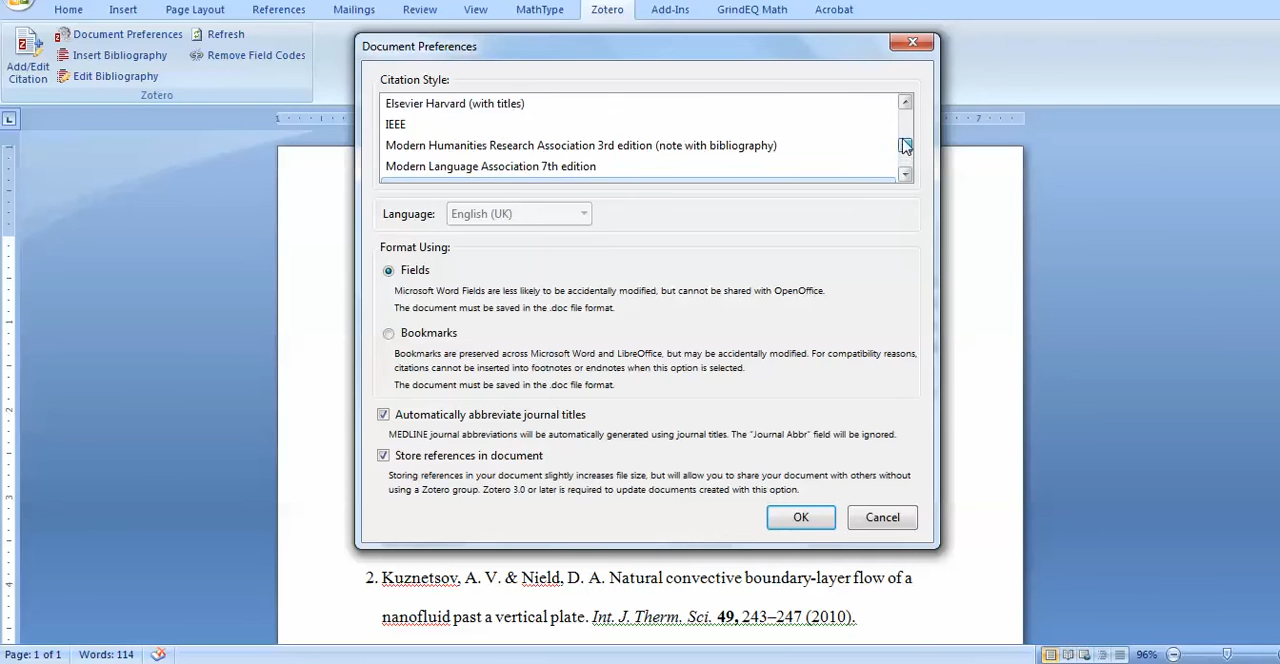 Home Insert Page Layout References Mailings Review View MathType Zotero Add-Ins GrindEQ Math Acrobat
Document Preferences Refresh
Insert Bibliography Remove Field Codes
Add/Edit
Citation
Edit Bibliography
Zotero
Document Preferences
Citation Style:
Elsevier Harvard (with titles)
IEEE
Modern Humanities Research Association 3rd edition (note with bibliography)
Modern Language Association 7th edition
Language: English (UK)
Format Using:
Fields
Microsoft Word Fields are less likely to be accidentally modified, but cannot be shared with OpenOffice.
The document must be saved in the .doc file format.
Bookmarks
Bookmarks are preserved across Microsoft Word and LibreOffice, but may be accidentally modified. For compatibility reasons,
citations cannot be inserted into footnotes or endnotes when this option is selected.
The document must be saved in the .doc file format.
Automatically abbreviate journal titles
MEDLINE journal abbreviations will be automatically generated using journal titles. The "Journal Abbr" field will be ignored.
Store references in document
Storing references in your document slightly increases file size, but will allow you to share your document with others without
using a Zotero group. Zotero 3.0 or later is required to update documents created with this option.
OK Cancel
2. Kuznetsov, A. V. & Nield, D. A. Natural convective boundary-layer flow of a
nanofluid past a vertical plate. Int. J. Therm. Sci. 49, 243–247 (2010).
Page: 1 of 1 Words: 114 96%